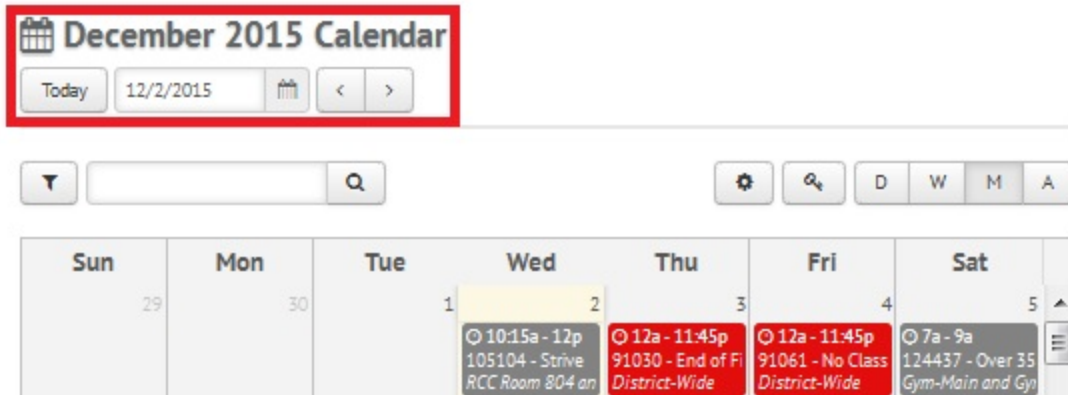 December 2015 Calendar
Today 12/2/2015 < >
D W M A
Sun Mon Tue Wed Thu Fri Sat
29 30 1 2 3 4 5
10:15a - 12p 12a - 11:45p 12a - 11:45p 7a - 9a
105104 - Strive 91030 - End of Fi 91061 - No Class 124437 - Over 35
RCC Room 804 an District-Wide District-Wide Gym-Main and Gy